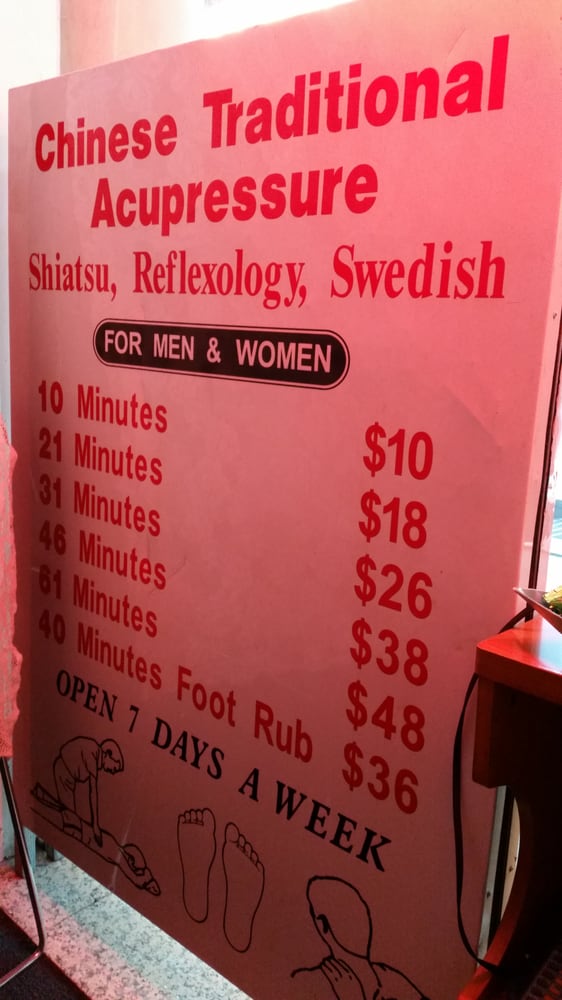 Chinese Traditional
Acupressure
Shiatsu, Reflexology, Swedish
FOR MEN & WOMEN
10 Minutes $10
21 Minutes $18
31 Minutes $26
46 Minutes $38
61 Minutes $48
40 Minutes Foot Rub $36
OPEN 7 DAYS A WEEK